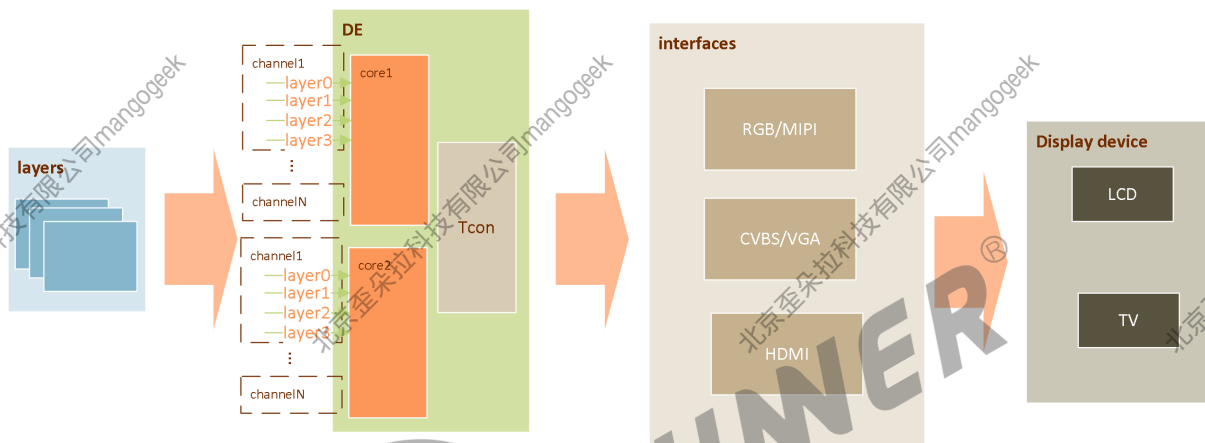 layers
channel1
layer0
layer1
layer2
layer3
channelN
channel1
layer0
layer1
layer2
layer3
channelN
DE
core1
core2
Tcon
interfaces
RGB/MIPI
CVBS/VGA
HDMI
Display device
LCD
TV
科技有限公司mangogeek
北京歪朵拉科技有限公司mangogeek
北京歪朵拉科技有限公司mangogeek
北京
WINNER®